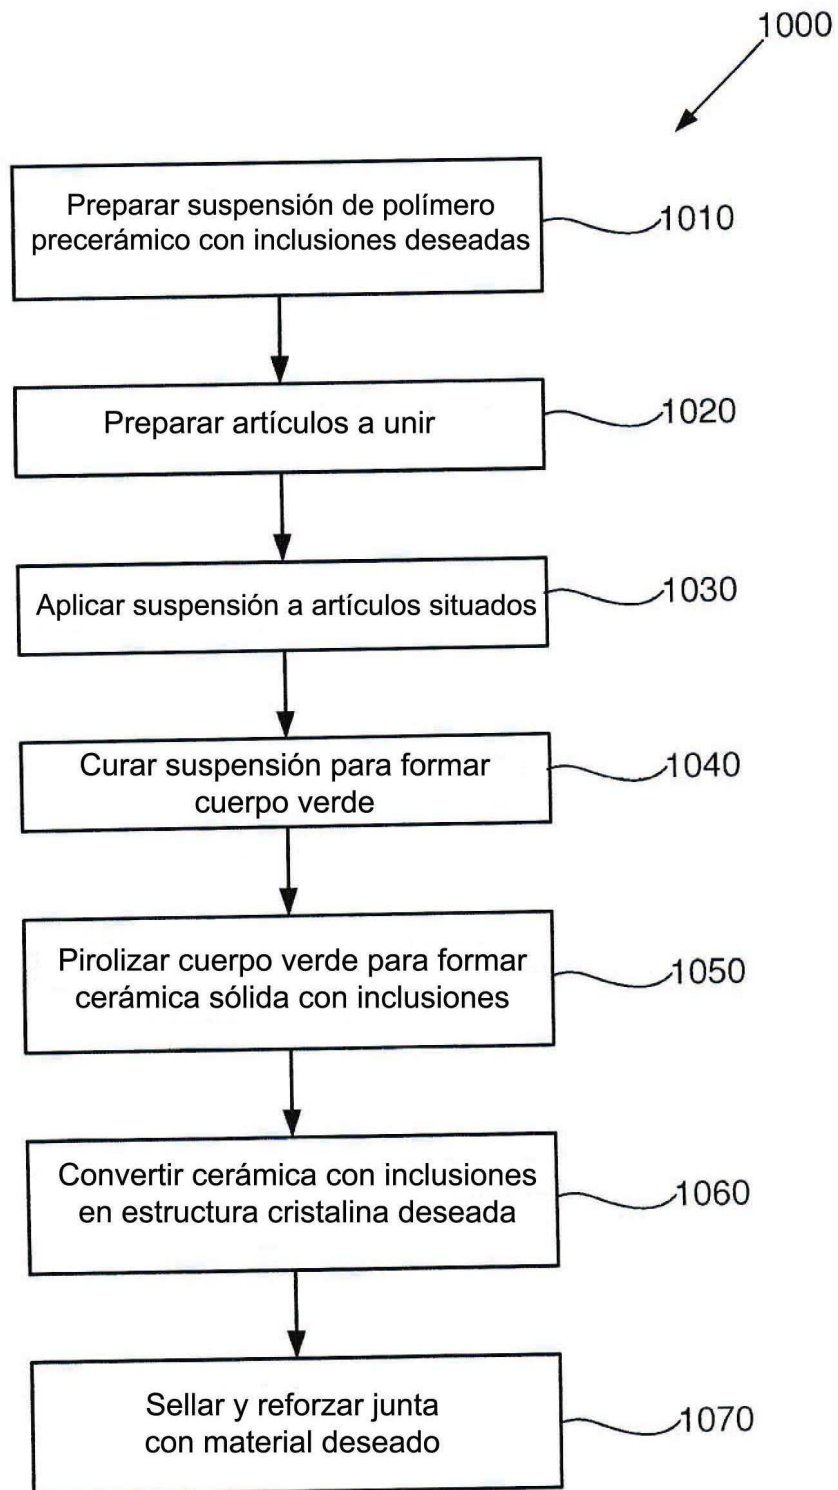 1000
Preparar suspensión de polímero
precerámico con inclusiones deseadas
1010
Preparar artículos a unir
1020
Aplicar suspensión a artículos situados
1030
Curar suspensión para formar
cuerpo verde
1040
Pirolizar cuerpo verde para formar
cerámica sólida con inclusiones
1050
Convertir cerámica con inclusiones
en estructura cristalina deseada
1060
Sellar y reforzar junta
con material deseado
1070